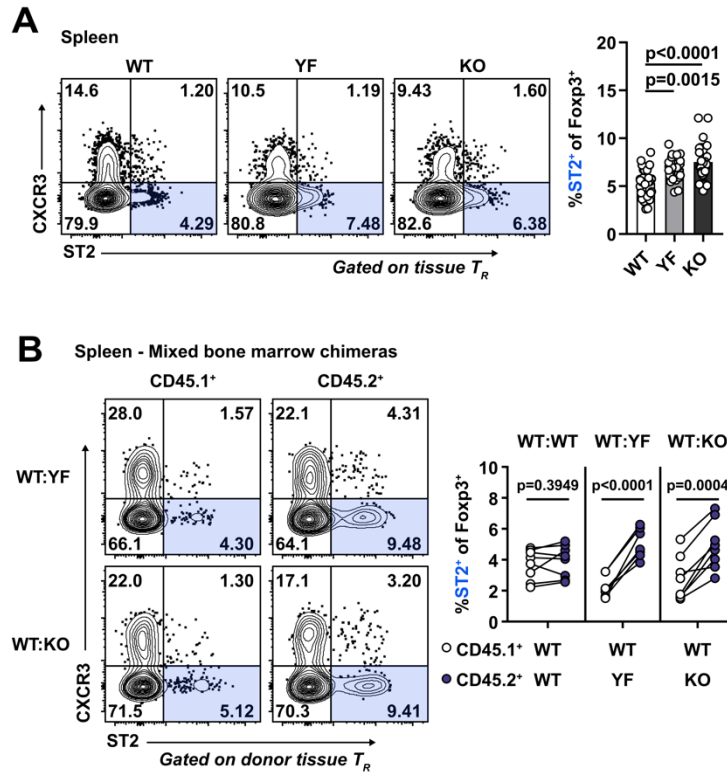 A
Spleen
WT YF KO
14.6 1.20 10.5 1.19 9.43 1.60
79.9 4.29 80.8 7.48 82.6 6.38
CXCR3
ST2
Gated on tissue TR
%ST2+ of Foxp3+
20
15
10
5
0
p<0.0001
p=0.0015
WT YF KO
B
Spleen - Mixed bone marrow chimeras
CD45.1+ CD45.2+
WT:YF
28.0 1.57 22.1 4.31
66.1 4.30 64.1 9.48
WT:KO
22.0 1.30 17.1 3.20
71.5 5.12 70.3 9.41
CXCR3
ST2
Gated on donor tissue TR
WT:WT WT:YF WT:KO
%ST2+ of Foxp3+
10
8
6
4
2
0
p=0.3949 p<0.0001 p=0.0004
CD45.1+ WT WT WT
CD45.2+ WT YF KO